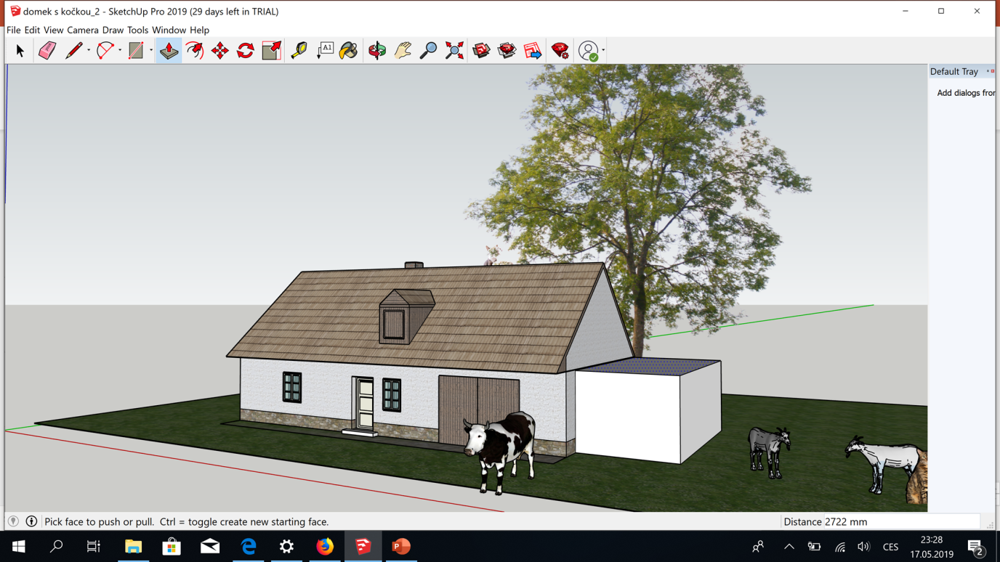 domek s kočkou_2 - SketchUp Pro 2019 (29 days left in TRIAL)
File Edit View Camera Draw Tools Window Help
A1
Default Tray
Add dialogs fror
Pick face to push or pull. Ctrl = toggle create new starting face.
Distance 2722 mm
P
CES
23:28
17.05.2019
2